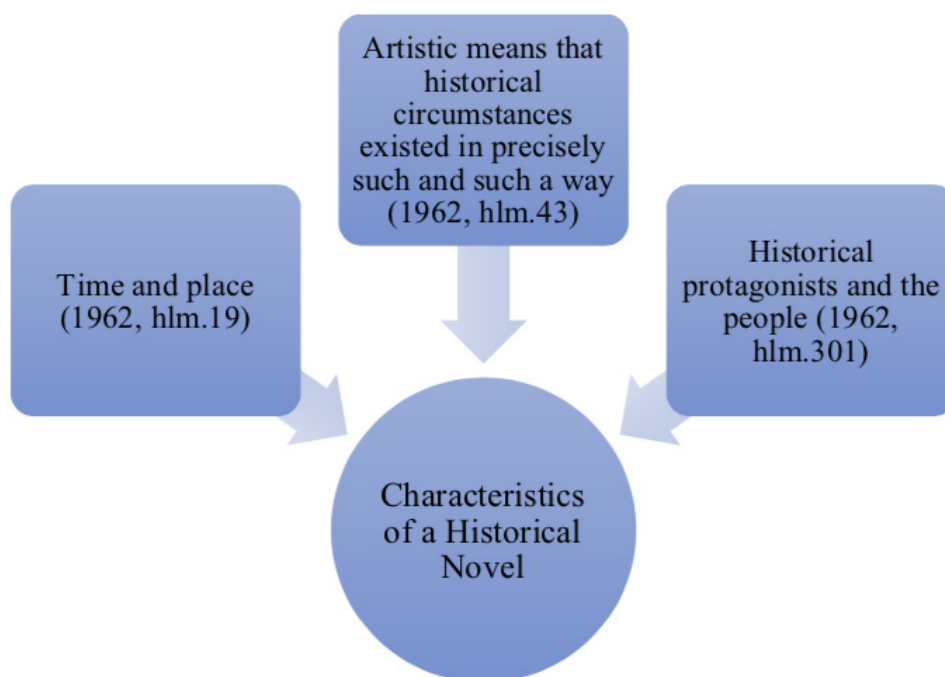 Time and place
(1962, hlm.19)
Artistic means that
historical
circumstances
existed in precisely
such and such a way
(1962, hlm.43)
Historical
protagonists and the
people (1962,
hlm.301)
Characteristics
of a Historical
Novel